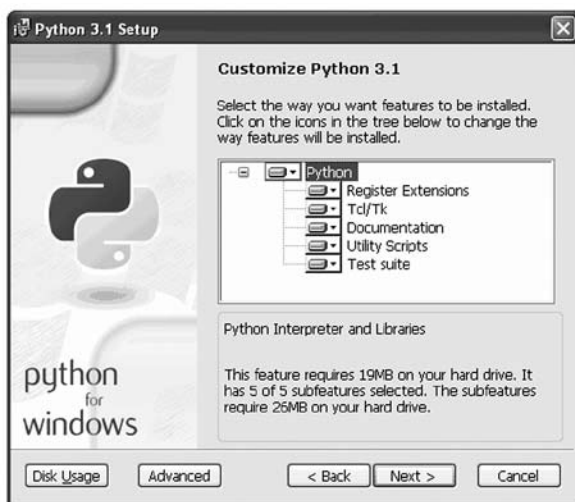 Python 3.1 Setup
Customize Python 3.1
Select the way you want features to be installed.
Click on the icons in the tree below to change the
way features will be installed.
Python
Register Extensions
Tcl/Tk
Documentation
Utility Scripts
Test suite
Python Interpreter and Libraries
This feature requires 19MB on your hard drive. It
has 5 of 5 subfeatures selected. The subfeatures
require 26MB on your hard drive.
python
for
windows
Disk Usage
Advanced
< Back
Next >
Cancel